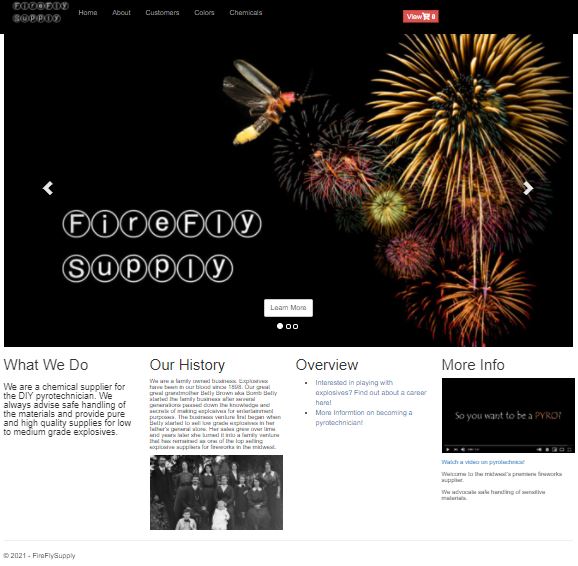 FireFly
Supply
Home About Customers Colors Chemicals
View 0
FireFly
Supply
Learn More
What We Do
We are a chemical supplier for
the DIY pyrotechnician. We
always advise safe handling of
the materials and provide pure
and high quality supplies for low
to medium grade explosives.
Our History
We are a family owned business. Explosives
have been in our blood since 1898. Our great
great grandmother Betty Brown aka Bomb Betty
started the family business after several
generations passed down the knowledge and
secrets of making explosives for entertainment
purposes. The business venture first began when
Betty started to sell low grade explosives in her
father's general store. Her sales grew over time
and years later she turned it into a family venture
that has remained as one of the top selling
explosive suppliers for fireworks in the midwest.
Overview
Interested in playing with
explosives? Find out about a career
here!
More Informtion on becoming a
pyrotechnician!
More Info
So you want to be a PYRO?
Watch a video on pyrotechnics!
Welcome to the midwest's premiere fireworks
supplier.
We advocate safe handling of sensitive
materials.
© 2021 - FireFlySupply